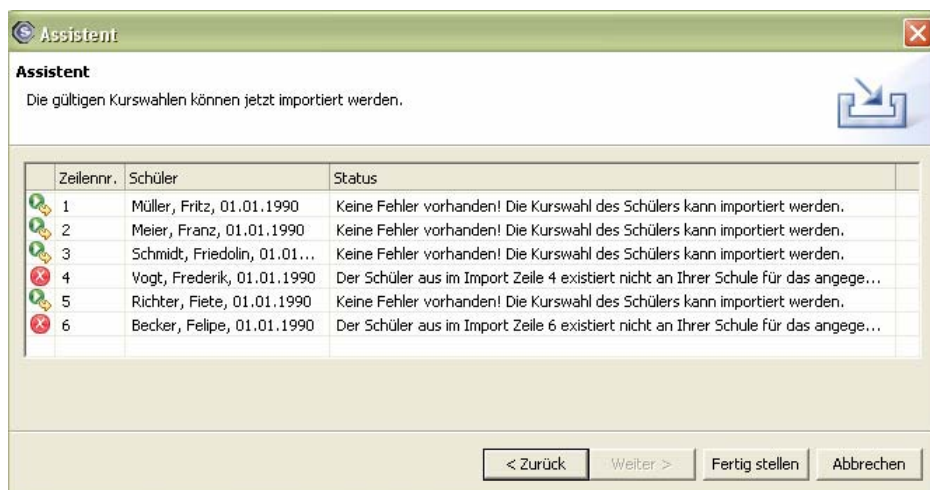 Assistent
Assistent
Die gültigen Kurswahlen können jetzt importiert werden.
Zeilennr. Schüler Status
1 Müller, Fritz, 01.01.1990 Keine Fehler vorhanden! Die Kurswahl des Schülers kann importiert werden.
2 Meier, Franz, 01.01.1990 Keine Fehler vorhanden! Die Kurswahl des Schülers kann importiert werden.
3 Schmidt, Friedolin, 01.01... Keine Fehler vorhanden! Die Kurswahl des Schülers kann importiert werden.
4 Vogt, Frederik, 01.01.1990 Der Schüler aus im Import Zeile 4 existiert nicht an Ihrer Schule für das angege...
5 Richter, Fiete, 01.01.1990 Keine Fehler vorhanden! Die Kurswahl des Schülers kann importiert werden.
6 Becker, Felipe, 01.01.1990 Der Schüler aus im Import Zeile 6 existiert nicht an Ihrer Schule für das angege...
< Zurück Weiter > Fertig stellen Abbrechen